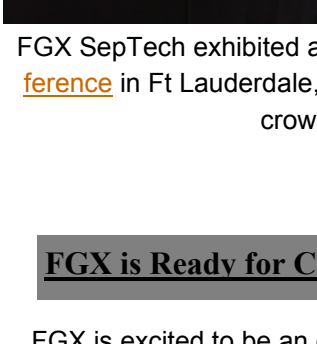 FGX SepTech exhibited
ference in Ft Lauderdale,
crow
FGX is Ready for C
FGX is excited to be an